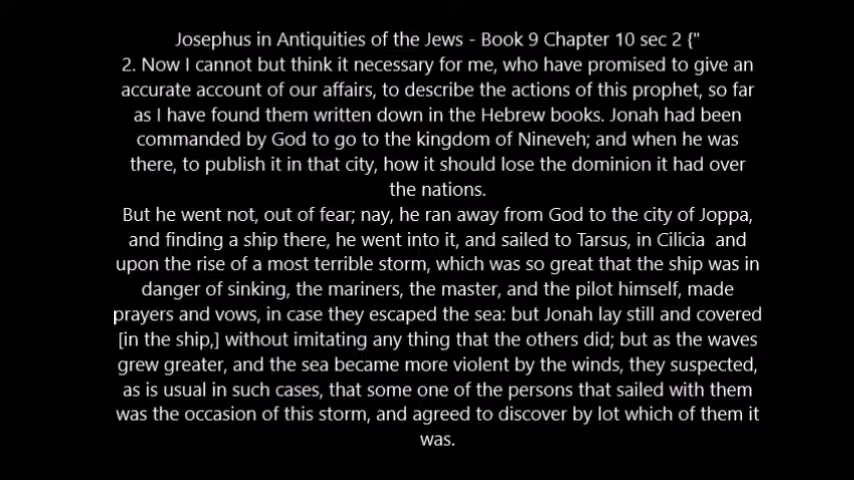 Josephus in Antiquities of the Jews - Book 9 Chapter 10 sec 2 {"
2. Now I cannot but think it necessary for me, who have promised to give an
accurate account of our affairs, to describe the actions of this prophet, so far
as I have found them written down in the Hebrew books. Jonah had been
commanded by God to go to the kingdom of Nineveh; and when he was
there, to publish it in that city, how it should lose the dominion it had over
the nations.
But he went not, out of fear; nay, he ran away from God to the city of Joppa,
and finding a ship there, he went into it, and sailed to Tarsus, in Cilicia and
upon the rise of a most terrible storm, which was so great that the ship was in
danger of sinking, the mariners, the master, and the pilot himself, made
prayers and vows, in case they escaped the sea: but Jonah lay still and covered
[in the ship,] without imitating any thing that the others did; but as the waves
grew greater, and the sea became more violent by the winds, they suspected,
as is usual in such cases, that some one of the persons that sailed with them
was the occasion of this storm, and agreed to discover by lot which of them it
was.